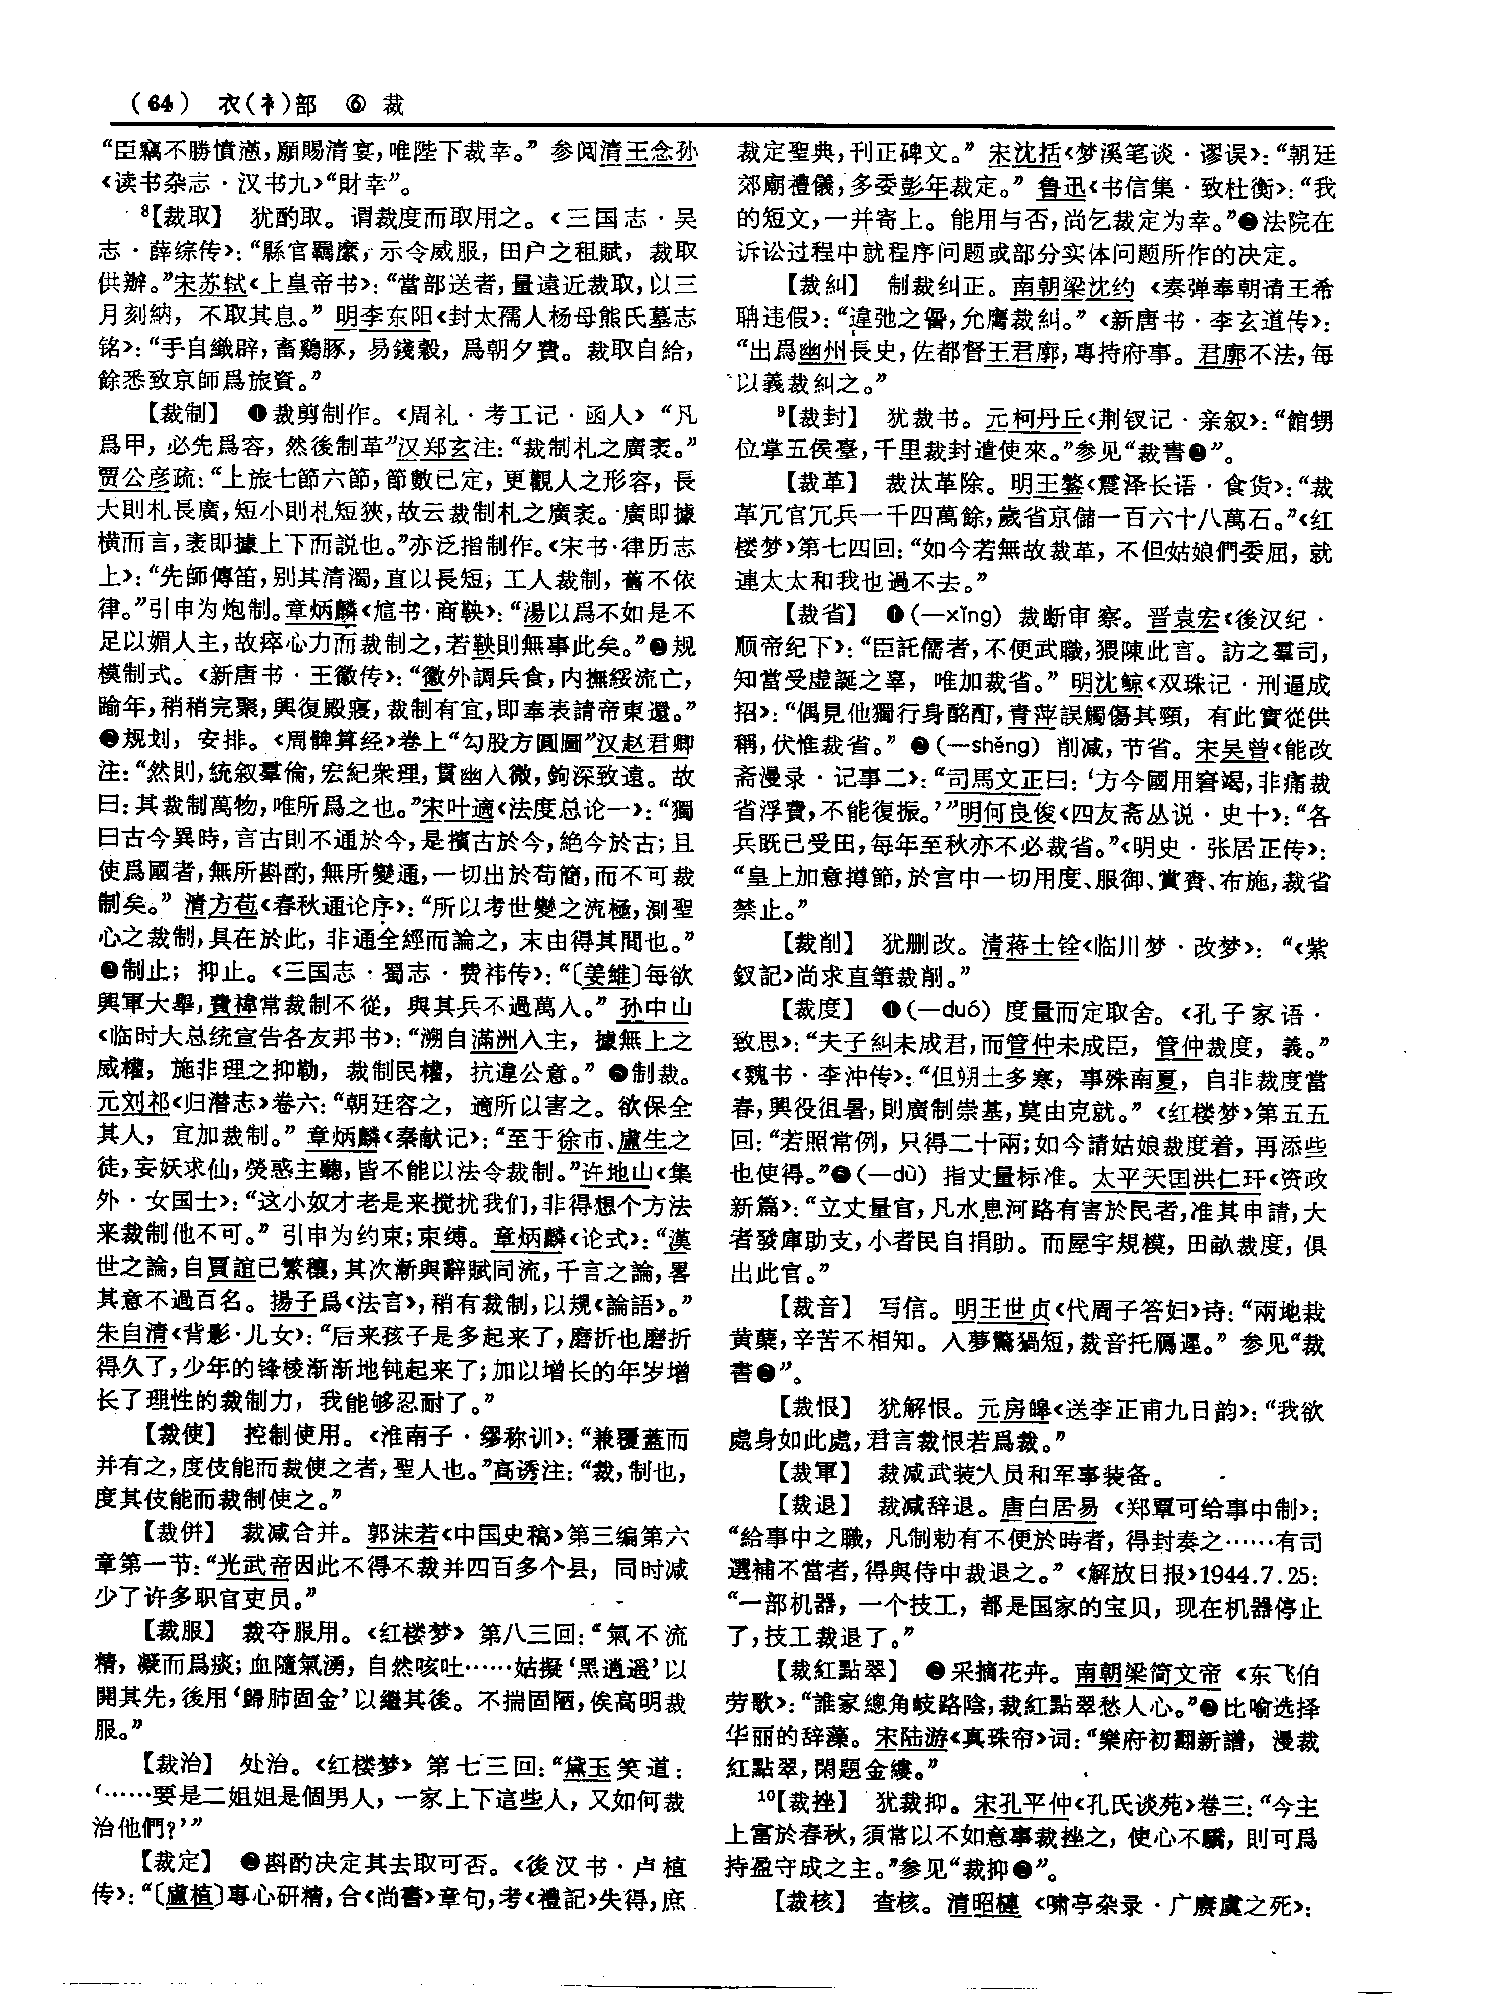 (64) 衣(衤)部 ⑥ 裁
“臣竊不勝憤懣,願賜清宴,唯陛下裁幸。”参阅清王念孙
《读书杂志·汉书九》“財幸”。
8【裁取】 犹酌取。谓裁度而取用之。《三国志·吴
志·薛综传》:“縣官羈縻,示令威服,田户之租賦,裁取
供辦。”宋苏轼《上皇帝书》:“當部送者,量遠近裁取,以三
月刻納,不取其息。”明李东阳《封太孺人杨母熊氏墓志
铭》:“手自織辟,畜鷄豚,易錢穀,爲朝夕費。裁取自給,
餘悉致京師爲旅資。”
【裁制】 ❶裁剪制作。《周礼·考工记·函人》“凡
爲甲,必先爲容,然後制革”汉郑玄注:“裁制札之廣袤。”
贾公彦疏:“上旅七節六節,節數已定,更觀人之形容,長
大則札長廣,短小則札短狹,故云裁制札之廣袤。廣即據
横而言,袤即據上下而説也。”亦泛指制作。《宋书·律历志
上》:“先師傳笛,别其清濁,直以長短,工人裁制,舊不依
律。”引申为炮制。章炳麟《訄书·商鞅》:“湯以爲不如是不
足以媚人主,故瘁心力而裁制之,若鞅則無事此矣。”❷规
模制式。《新唐书·王徽传》:“徽外調兵食,内撫綏流亡,
踰年,稍稍完聚,興復殿寢,裁制有宜,即奉表請帝東還。”
❸规划,安排。《周髀算经》卷上“勾股方圓圖”汉赵君卿
注:“然則,統叙羣倫,宏紀衆理,貫幽入微,鉤深致遠。故
曰:其裁制萬物,唯所爲之也。”宋叶適《法度总论一》:“獨
曰古今異時,言古則不通於今,是擯古於今,絶今於古;且
使爲國者,無所斟酌,無所變通,一切出於苟簡,而不可裁
制矣。”清方苞《春秋通论序》:“所以考世變之流極,測聖
心之裁制,具在於此,非通全經而論之,末由得其間也。”
❹制止;抑止。《三国志·蜀志·费祎传》:“〔姜維〕每欲
興軍大舉,費禕常裁制不從,與其兵不過萬人。”孙中山
《临时大总统宣告各友邦书》:“溯自滿洲入主,據無上之
威權,施非理之抑勒,裁制民權,抗違公意。”❺制裁。
元刘祁《归潜志》卷六:“朝廷容之,適所以害之。欲保全
其人,宜加裁制。”章炳麟《秦献记》:“至于徐市、盧生之
徒,妄妖求仙,熒惑主聽,皆不能以法令裁制。”许地山《集
外·女国士》:“这小奴才老是来搅扰我们,非得想个方法
来裁制他不可。”引申为约束;束缚。章炳麟《论式》:“漢
世之論,自賈誼已繁穰,其次漸與辭賦同流,千言之論,畧
其意不過百名。揚子爲《法言》,稍有裁制,以規《論語》。”
朱自清《背影·儿女》:“后来孩子是多起来了,磨折也磨折
得久了,少年的锋棱渐渐地钝起来了;加以增长的年岁增
长了理性的裁制力,我能够忍耐了。”
【裁使】 控制使用。《淮南子·缪称训》:“兼覆蓋而
并有之,度伎能而裁使之者,聖人也。”高诱注:“裁,制也,
度其伎能而裁制使之。”
【裁併】 裁减合并。郭沫若《中国史稿》第三编第六
章第一节:“光武帝因此不得不裁并四百多个县,同时减
少了许多职官吏员。”
【裁服】 裁夺服用。《红楼梦》第八三回:“氣不流
精,凝而爲痰;血隨氣湧,自然咳吐……姑擬‘黑逍遥’以
開其先,後用‘歸肺固金’以繼其後。不揣固陋,俟高明裁
服。”
【裁治】 处治。《红楼梦》第七三回:“黛玉笑道:
‘……要是二姐姐是個男人,一家上下這些人,又如何裁
治他們?’”
【裁定】 ❶斟酌决定其去取可否。《後汉书·卢植
传》:“〔盧植〕專心研精,合《尚書》章句,考《禮記》失得,庶
裁定聖典,刊正碑文。”宋沈括《梦溪笔谈·谬误》:“朝廷
郊廟禮儀,多委彭年裁定。”鲁迅《书信集·致杜衡》:“我
的短文,一并寄上。能用与否,尚乞裁定为幸。”❷法院在
诉讼过程中就程序问题或部分实体问题所作的决定。
【裁糾】 制裁纠正。南朝梁沈约《奏弹奉朝请王希
聃违假》:“違弛之愆,允膺裁糾。”《新唐书·李玄道传》:
“出爲幽州長史,佐都督王君廓,專持府事。君廓不法,每
以義裁糾之。”
9【裁封】 犹裁书。元柯丹丘《荆钗记·亲叙》:“館甥
位掌五侯臺,千里裁封遣使來。”参见“裁書❷”。
【裁革】 裁汰革除。明王鏊《震泽长语·食货》:“裁
革冗官冗兵一千四萬餘,歲省京儲一百六十八萬石。”《红
楼梦》第七四回:“如今若無故裁革,不但姑娘們委屈,就
連太太和我也過不去。”
【裁省】 ❶(—xǐng) 裁断审察。晋袁宏《後汉纪·
顺帝纪下》:“臣託儒者,不便武職,猥陳此言。訪之羣司,
知當受虚誕之辜,唯加裁省。”明沈鲸《双珠记·刑逼成
招》:“偶見他獨行身酩酊,青萍誤觸傷其頸,有此實從供
稱,伏惟裁省。”❷(—shěng) 削减,节省。宋吴曾《能改
斋漫录·记事二》:“司馬文正曰:‘方今國用窘竭,非痛裁
省浮費,不能復振。’”明何良俊《四友斋丛说·史十》:“各
兵既已受田,每年至秋亦不必裁省。”《明史·张居正传》:
“皇上加意撙節,於宫中一切用度、服御、賞賚、布施,裁省
禁止。”
【裁削】 犹删改。清蒋士铨《临川梦·改梦》:“《紫
釵記》尚求直筆裁削。”
【裁度】 ❶(—duó) 度量而定取舍。《孔子家语·
致思》:“夫子糾未成君,而管仲未成臣,管仲裁度,義。”
《魏书·李沖传》:“但朔土多寒,事殊南夏,自非裁度當
春,興役徂暑,則廣制崇基,莫由克就。”《红楼梦》第五五
回:“若照常例,只得二十兩;如今請姑娘裁度着,再添些
也使得。”❷(—dù) 指丈量标准。太平天囯洪仁玕《资政
新篇》:“立丈量官,凡水患河路有害於民者,准其申請,大
者發庫助支,小者民自捐助。而屋宇規模,田畝裁度,俱
出此官。”
【裁音】 写信。明王世贞《代周子答妇》诗:“兩地栽
黄蘗,辛苦不相知。入夢驚猧短,裁音托鴈遲。”参见“裁
書❷”。
【裁恨】 犹解恨。元房皞《送李正甫九日韵》:“我欲
處身如此處,君言裁恨若爲裁。”
【裁軍】 裁减武装人员和军事装备。
【裁退】 裁减辞退。唐白居易《郑覃可给事中制》:
“給事中之職,凡制勑有不便於時者,得封奏之……有司
選補不當者,得與侍中裁退之。”《解放日报》1944.7.25:
“一部机器,一个技工,都是国家的宝贝,现在机器停止
了,技工裁退了。”
【裁紅點翠】 ❶采摘花卉。南朝梁简文帝《东飞伯
劳歌》:“誰家總角岐路陰,裁紅點翠愁人心。”❷比喻选择
华丽的辞藻。宋陆游《真珠帘》词:“樂府初翻新譜,漫裁
紅點翠,閑題金縷。”
10【裁挫】 犹裁抑。宋孔平仲《孔氏谈苑》卷三:“今主
上富於春秋,須常以不如意事裁挫之,使心不驕,則可爲
持盈守成之主。”参见“裁抑❷”。
【裁核】 查核。清昭槤《啸亭杂录·广赓虞之死》: